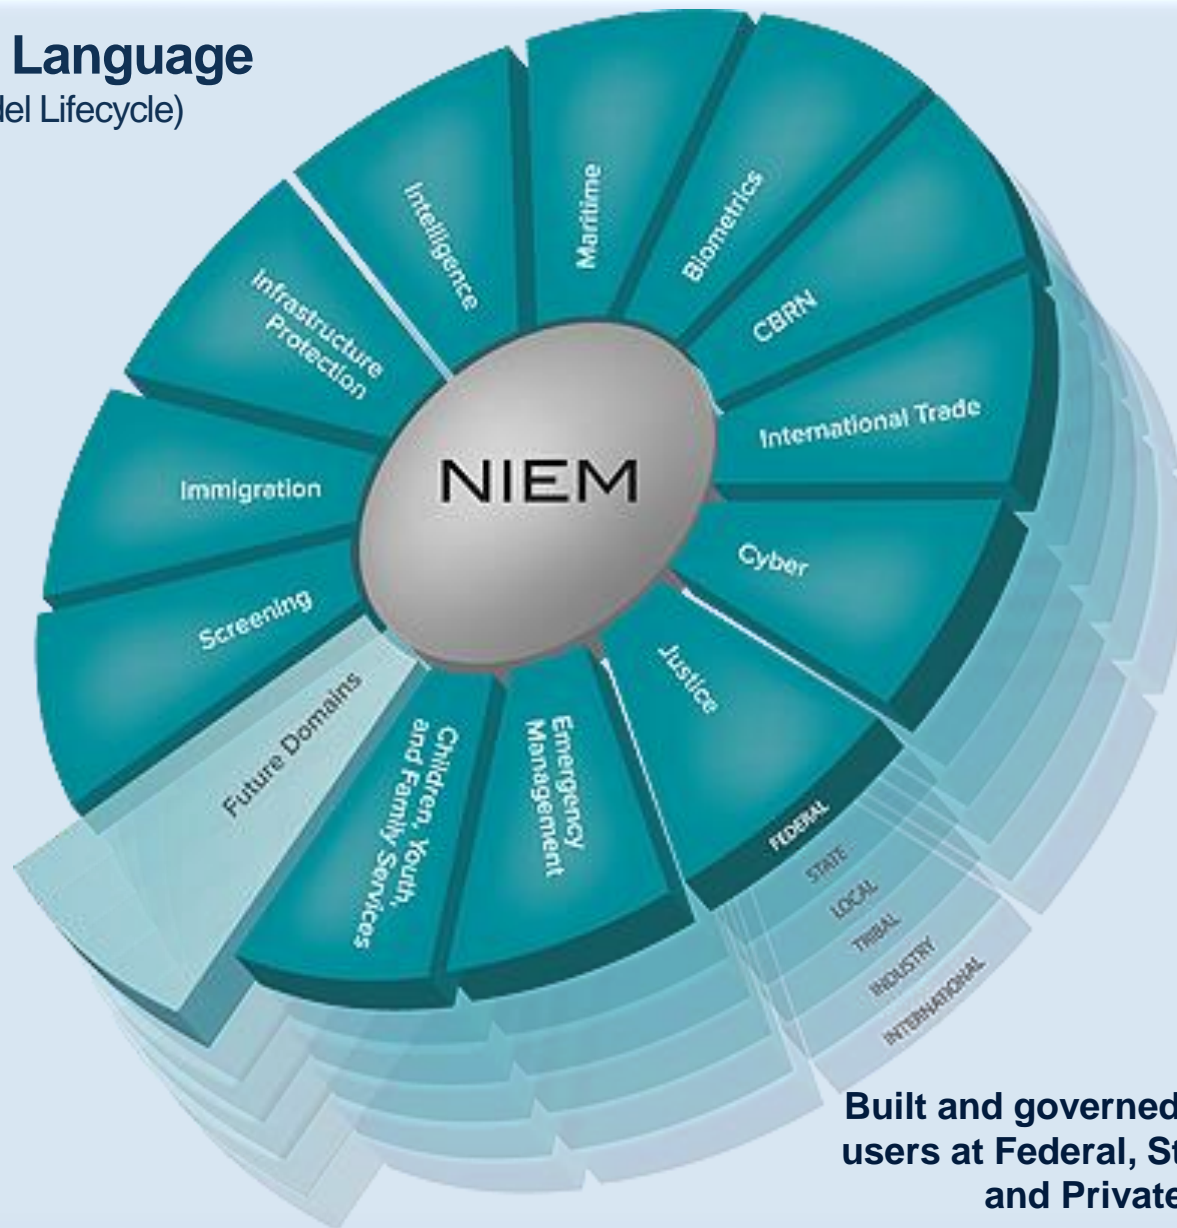 Language
del Lifecycle)
Maritime
Intelligence
Biometrics
Infrastructure
Protection
CBRN
International Trade
NIEM
Immigration
Cyber
Screening
Justice
Future Domains
Children, Youth,
and Family Services
Emergency
Management
FEDERAL
STATE
LOCAL
TRIBAL
INDUSTRY
INTERNATIONAL
Built and governed
users at Federal, St
and Private